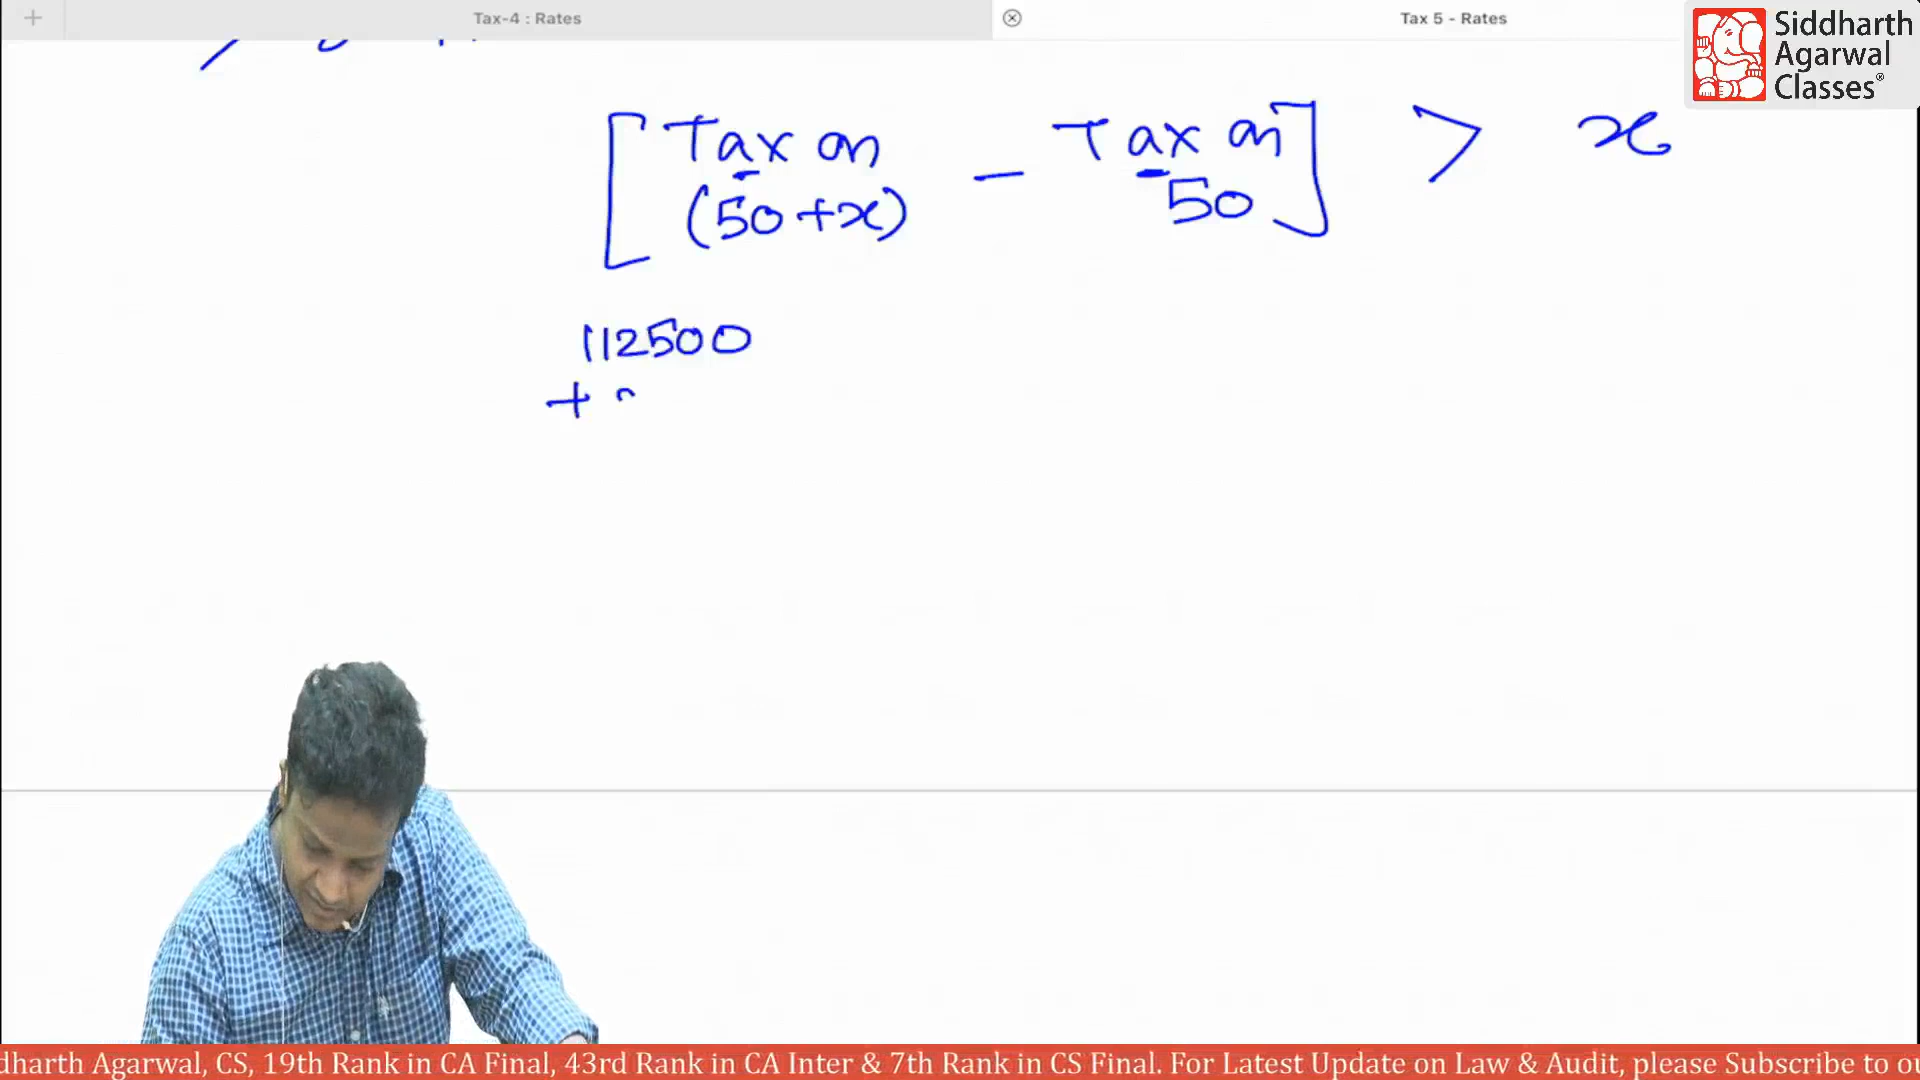 Tax-4 : Rates
Tax 5 - Rates
Siddharth
Agarwal
Classes®
[Tax on - Tax on] > x
(50+x) 50
112500
+
dharth Agarwal, CS, 19th Rank in CA Final, 43rd Rank in CA Inter & 7th Rank in CS Final. For Latest Update on Law & Audit, please Subscribe to ou